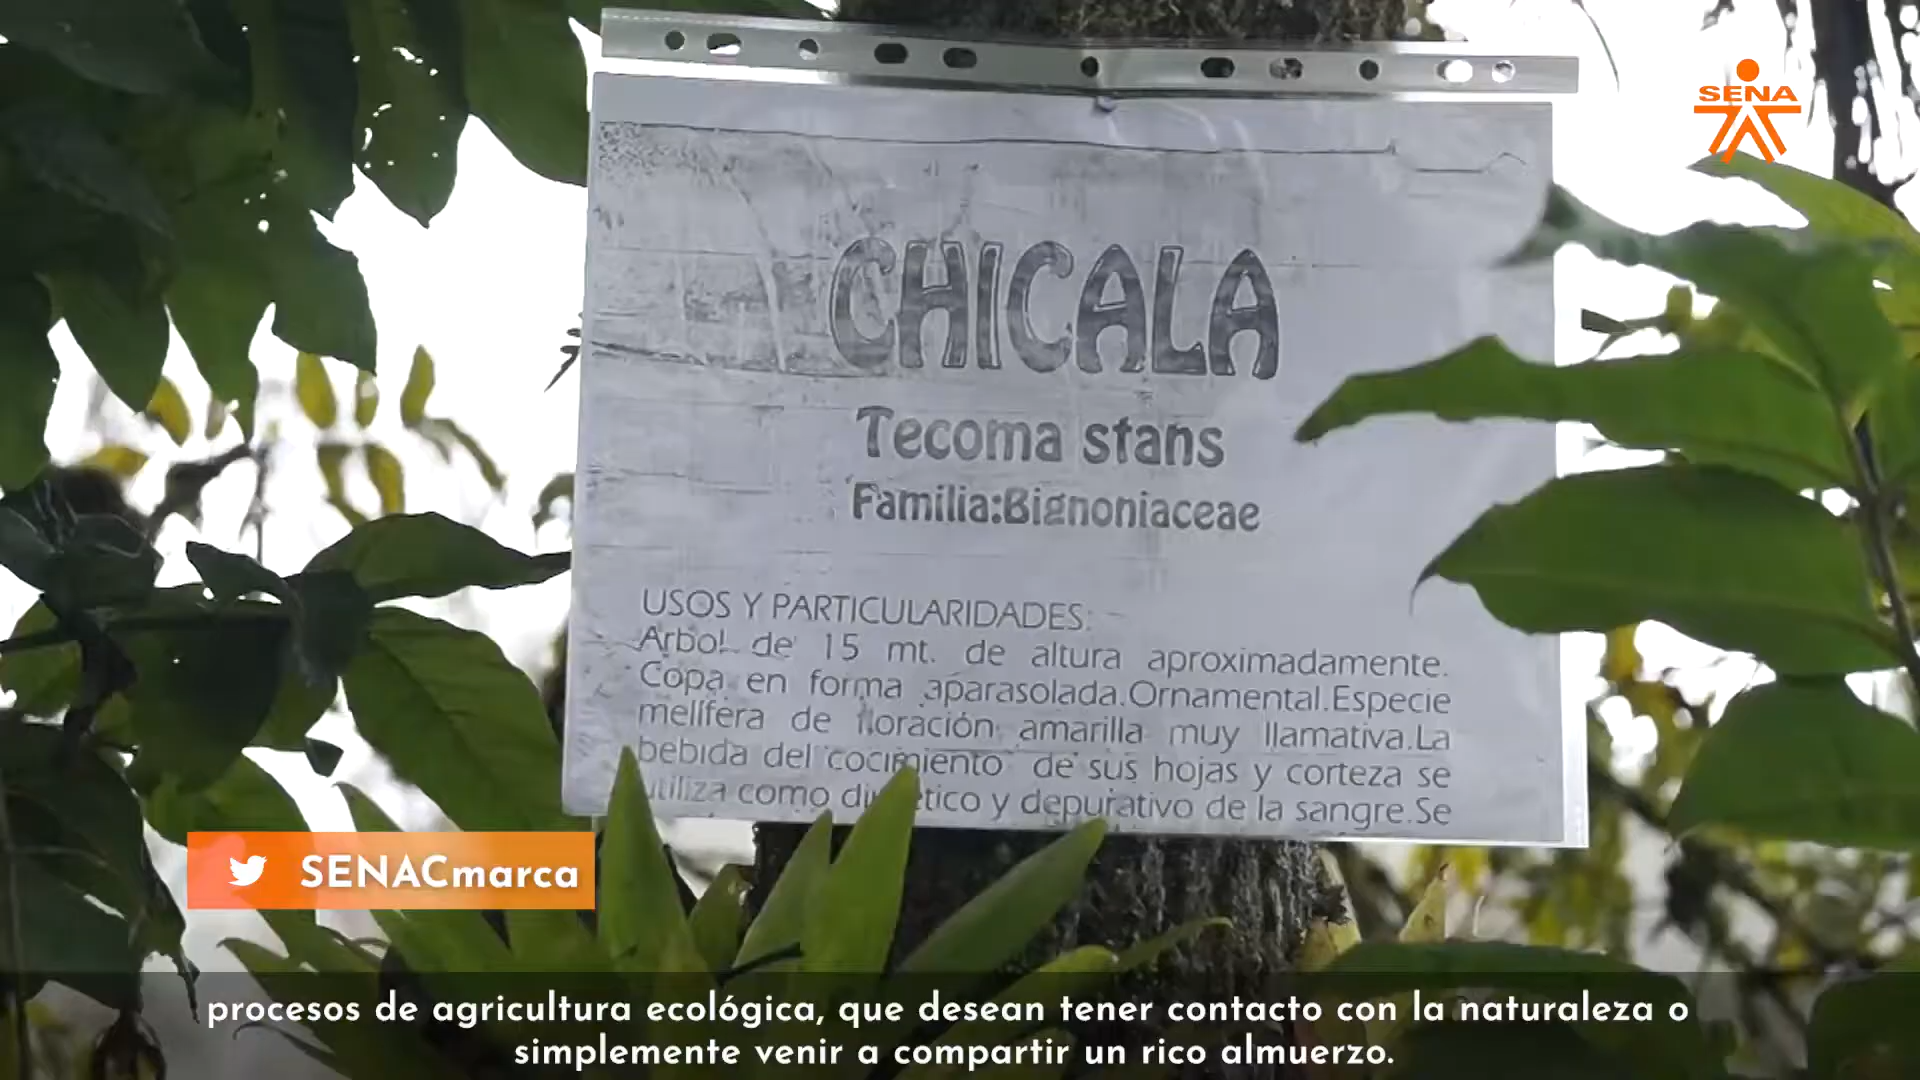 SENA
CHICALA
Tecoma stans
Familia:Bignoniaceae
USOS Y PARTICULARIDADES:
Arbol de 15 mt. de altura aproximadamente.
Copa en forma aparasolada.Ornamental.Especie
melífera de floración amarilla muy llamativa.La
bebida del cocimiento de sus hojas y corteza se
utiliza como diurético y depurativo de la sangre.Se
SENACmarca
procesos de agricultura ecológica, que desean tener contacto con la naturaleza o
simplemente venir a compartir un rico almuerzo.